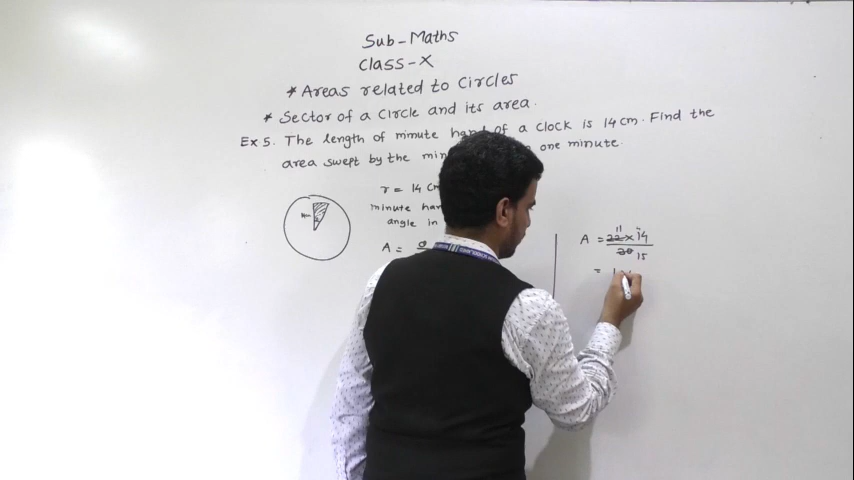 Sub-Maths
Class-X
* Areas related to Circles
* Sector of a Circle and its area.
Ex 5. The length of minute hand of a clock is 14 cm. Find the
area swept by the min one minute.
r = 14 cm
minute han
angle in
A =
A = 22 x 14
11
30 15
=